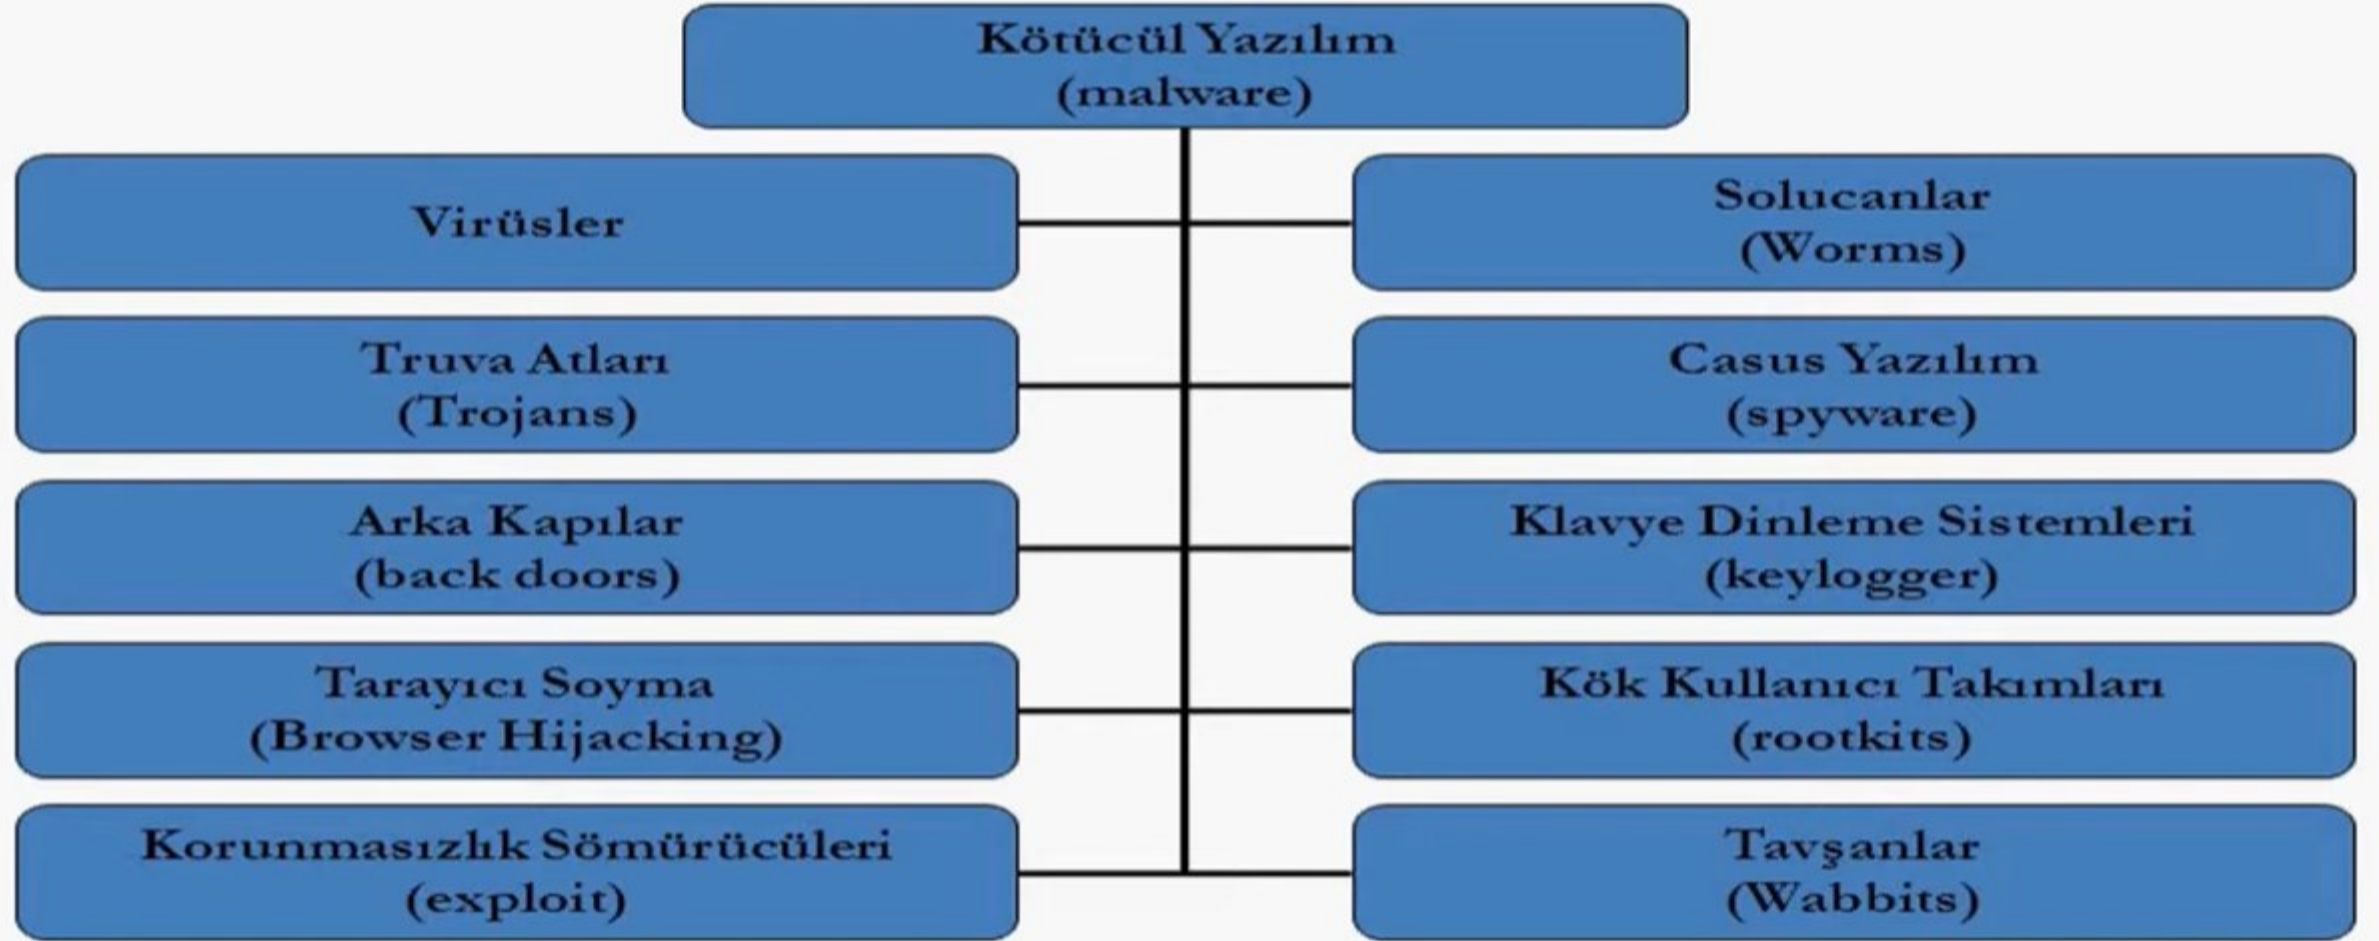 Kötücül Yazılım
(malware)
Virüsler
Solucanlar
(Worms)
Truva Atları
(Trojans)
Casus Yazılım
(spyware)
Arka Kapılar
(back doors)
Klavye Dinleme Sistemleri
(keylogger)
Tarayıcı Soyma
(Browser Hijacking)
Kök Kullanıcı Takımları
(rootkits)
Korunmasızlık Sömürücüleri
(exploit)
Tavşanlar
(Wabbits)